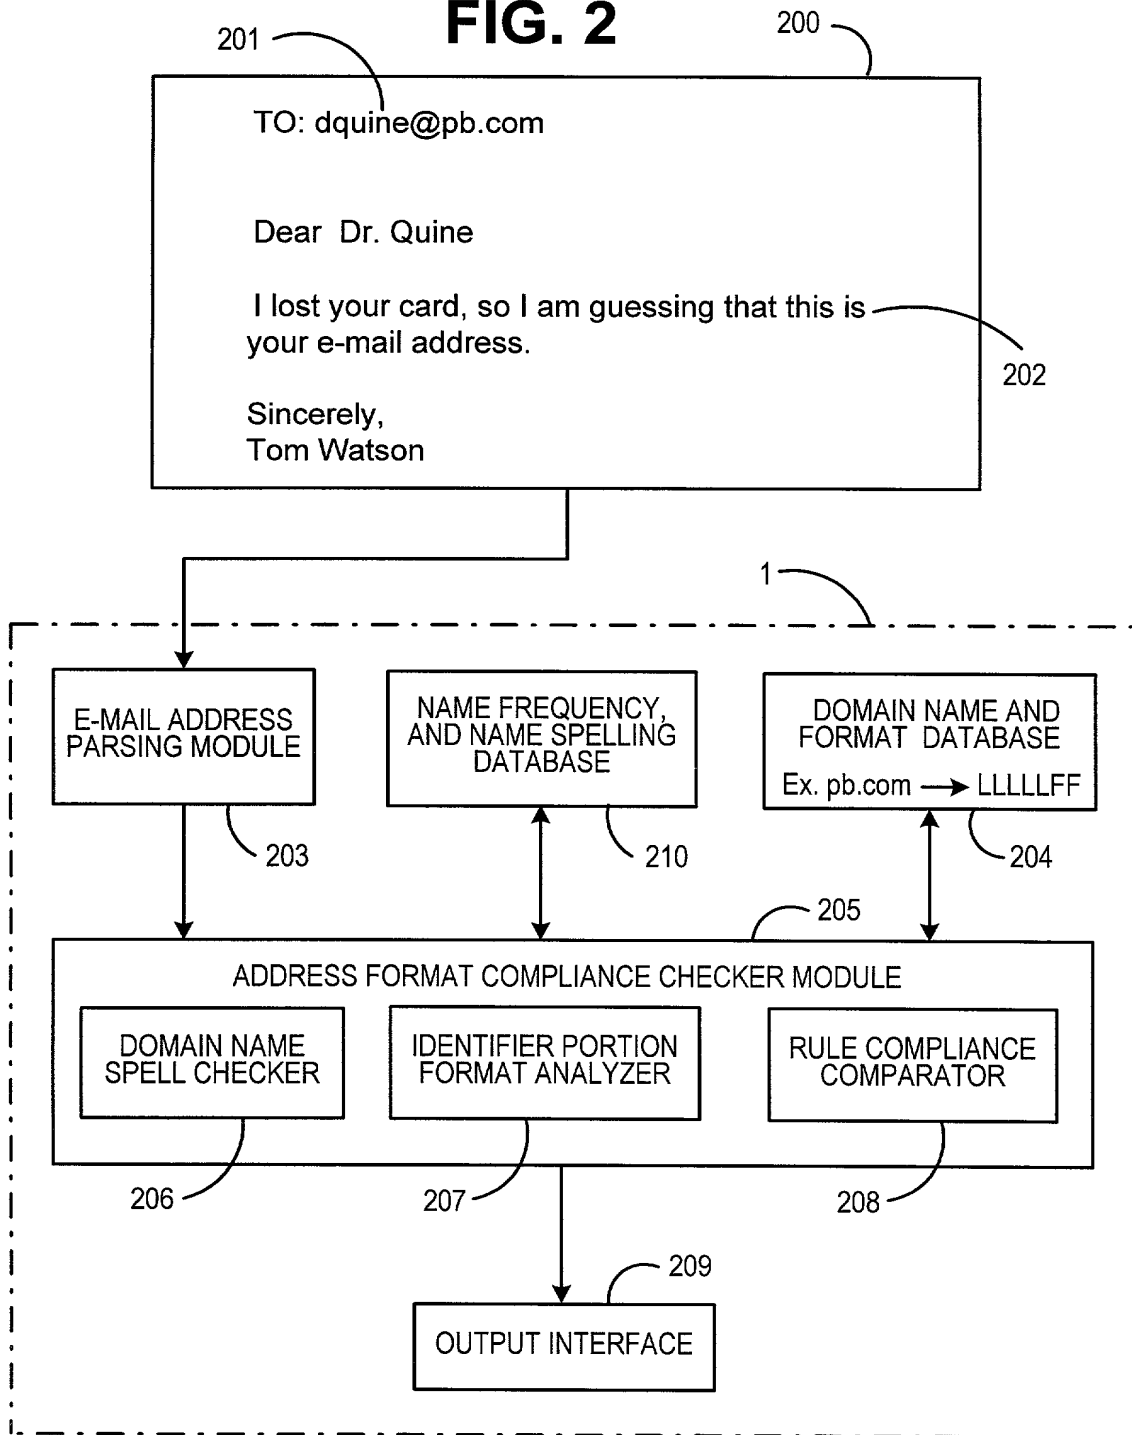 FIG. 2
201
200
TO: dquine@pb.com
Dear Dr. Quine
I lost your card, so I am guessing that this is
your e-mail address.
202
Sincerely,
Tom Watson
1
E-MAIL ADDRESS
PARSING MODULE
NAME FREQUENCY,
AND NAME SPELLING
DATABASE
DOMAIN NAME AND
FORMAT DATABASE
Ex. pb.com → LLLLLFF
203
210
204
205
ADDRESS FORMAT COMPLIANCE CHECKER MODULE
DOMAIN NAME
SPELL CHECKER
IDENTIFIER PORTION
FORMAT ANALYZER
RULE COMPLIANCE
COMPARATOR
206
207
208
209
OUTPUT INTERFACE